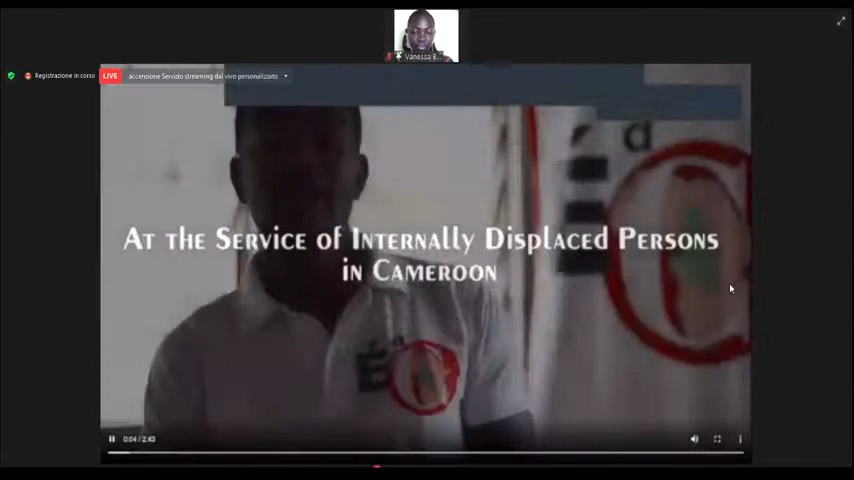 Vanessa B...
Registrazione in corso
LIVE
accensione Servizio streaming dal vivo personalizzato
At the Service of Internally Displaced Persons
in Cameroon
0:04 / 2:43